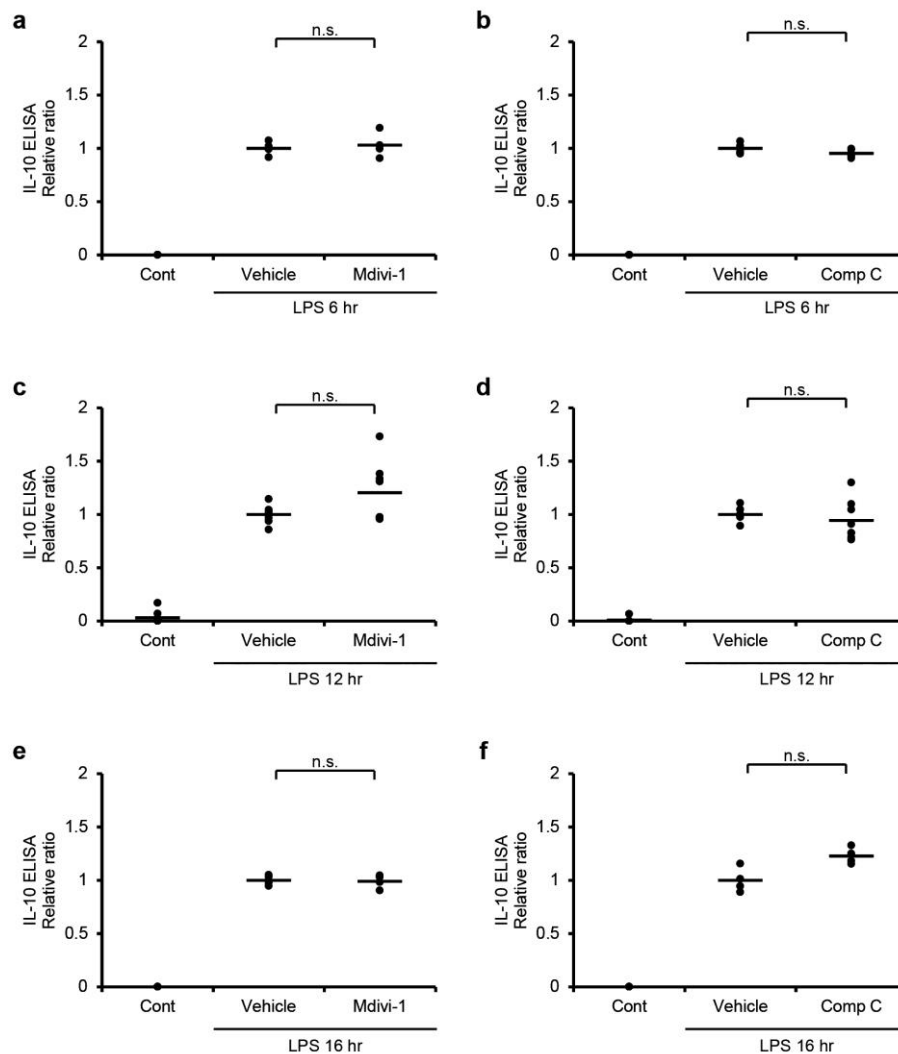 a
n.s.
2
1.5
1
0.5
0
IL-10 ELISA
Relative ratio
Cont
Vehicle
Mdivi-1
LPS 6 hr
b
n.s.
2
1.5
1
0.5
0
IL-10 ELISA
Relative ratio
Cont
Vehicle
Comp C
LPS 6 hr
c
n.s.
2
1.5
1
0.5
0
IL-10 ELISA
Relative ratio
Cont
Vehicle
Mdivi-1
LPS 12 hr
d
n.s.
2
1.5
1
0.5
0
IL-10 ELISA
Relative ratio
Cont
Vehicle
Comp C
LPS 12 hr
e
n.s.
2
1.5
1
0.5
0
IL-10 ELISA
Relative ratio
Cont
Vehicle
Mdivi-1
LPS 16 hr
f
n.s.
2
1.5
1
0.5
0
IL-10 ELISA
Relative ratio
Cont
Vehicle
Comp C
LPS 16 hr